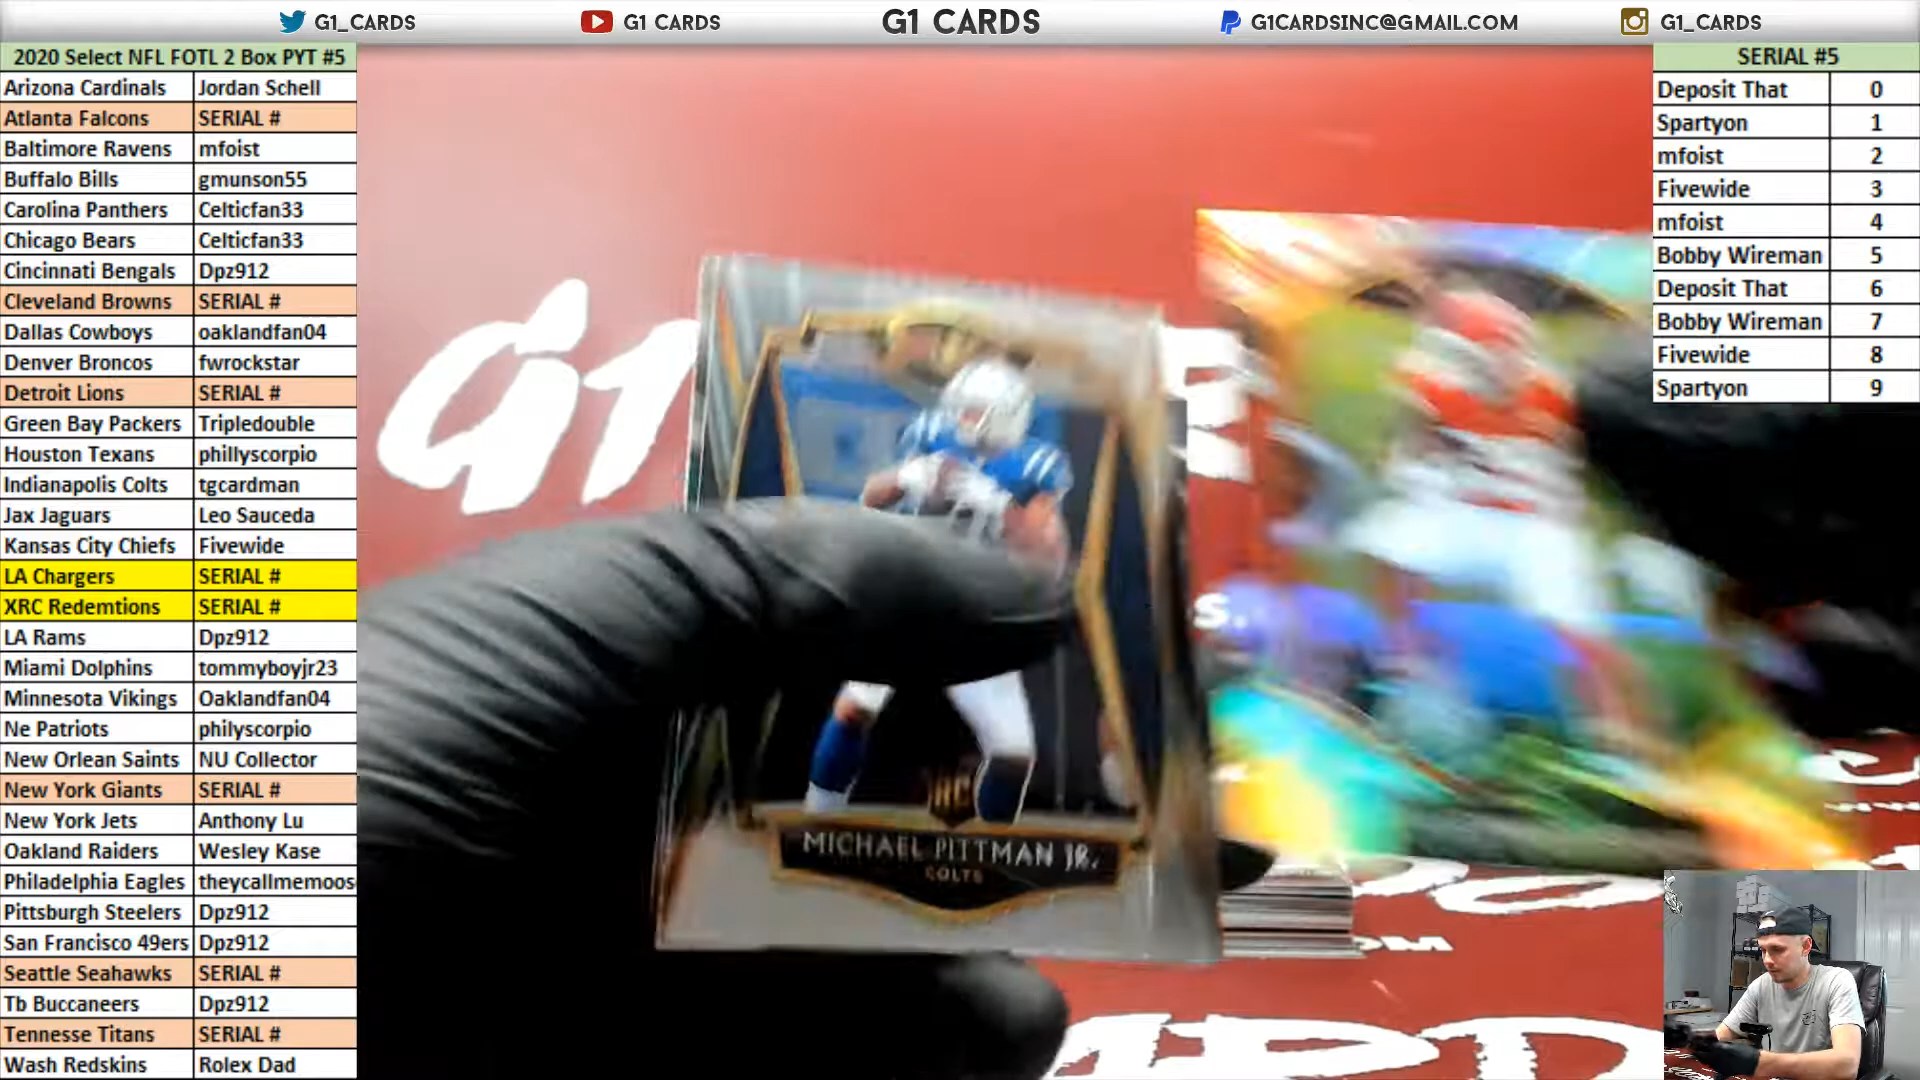 G1_CARDS
G1 CARDS
G1 CARDS
G1CARDSINC@GMAIL.COM
G1_CARDS
2020 Select NFL FOTL 2 Box PYT #5
Arizona Cardinals Jordan Schell
Atlanta Falcons SERIAL #
Baltimore Ravens mfoist
Buffalo Bills gmunson55
Carolina Panthers Celticfan33
Chicago Bears Celticfan33
Cincinnati Bengals Dpz912
Cleveland Browns SERIAL #
Dallas Cowboys oaklandfan04
Denver Broncos fwrockstar
Detroit Lions SERIAL #
Green Bay Packers Tripledouble
Houston Texans phillyscorpio
Indianapolis Colts tgcardman
Jax Jaguars Leo Sauceda
Kansas City Chiefs Fivewide
LA Chargers SERIAL #
XRC Redemtions SERIAL #
LA Rams Dpz912
Miami Dolphins tommyboyjr23
Minnesota Vikings Oaklandfan04
Ne Patriots philyscorpio
New Orlean Saints NU Collector
New York Giants SERIAL #
New York Jets Anthony Lu
Oakland Raiders Wesley Kase
Philadelphia Eagles theycallmemoos
Pittsburgh Steelers Dpz912
San Francisco 49ers Dpz912
Seattle Seahawks SERIAL #
Tb Buccaneers Dpz912
Tennesse Titans SERIAL #
Wash Redskins Rolex Dad
SERIAL #5
Deposit That 0
Spartyon 1
mfoist 2
Fivewide 3
mfoist 4
Bobby Wireman 5
Deposit That 6
Bobby Wireman 7
Fivewide 8
Spartyon 9
G1
RC
MICHAEL PITTMAN JR.
COLTS